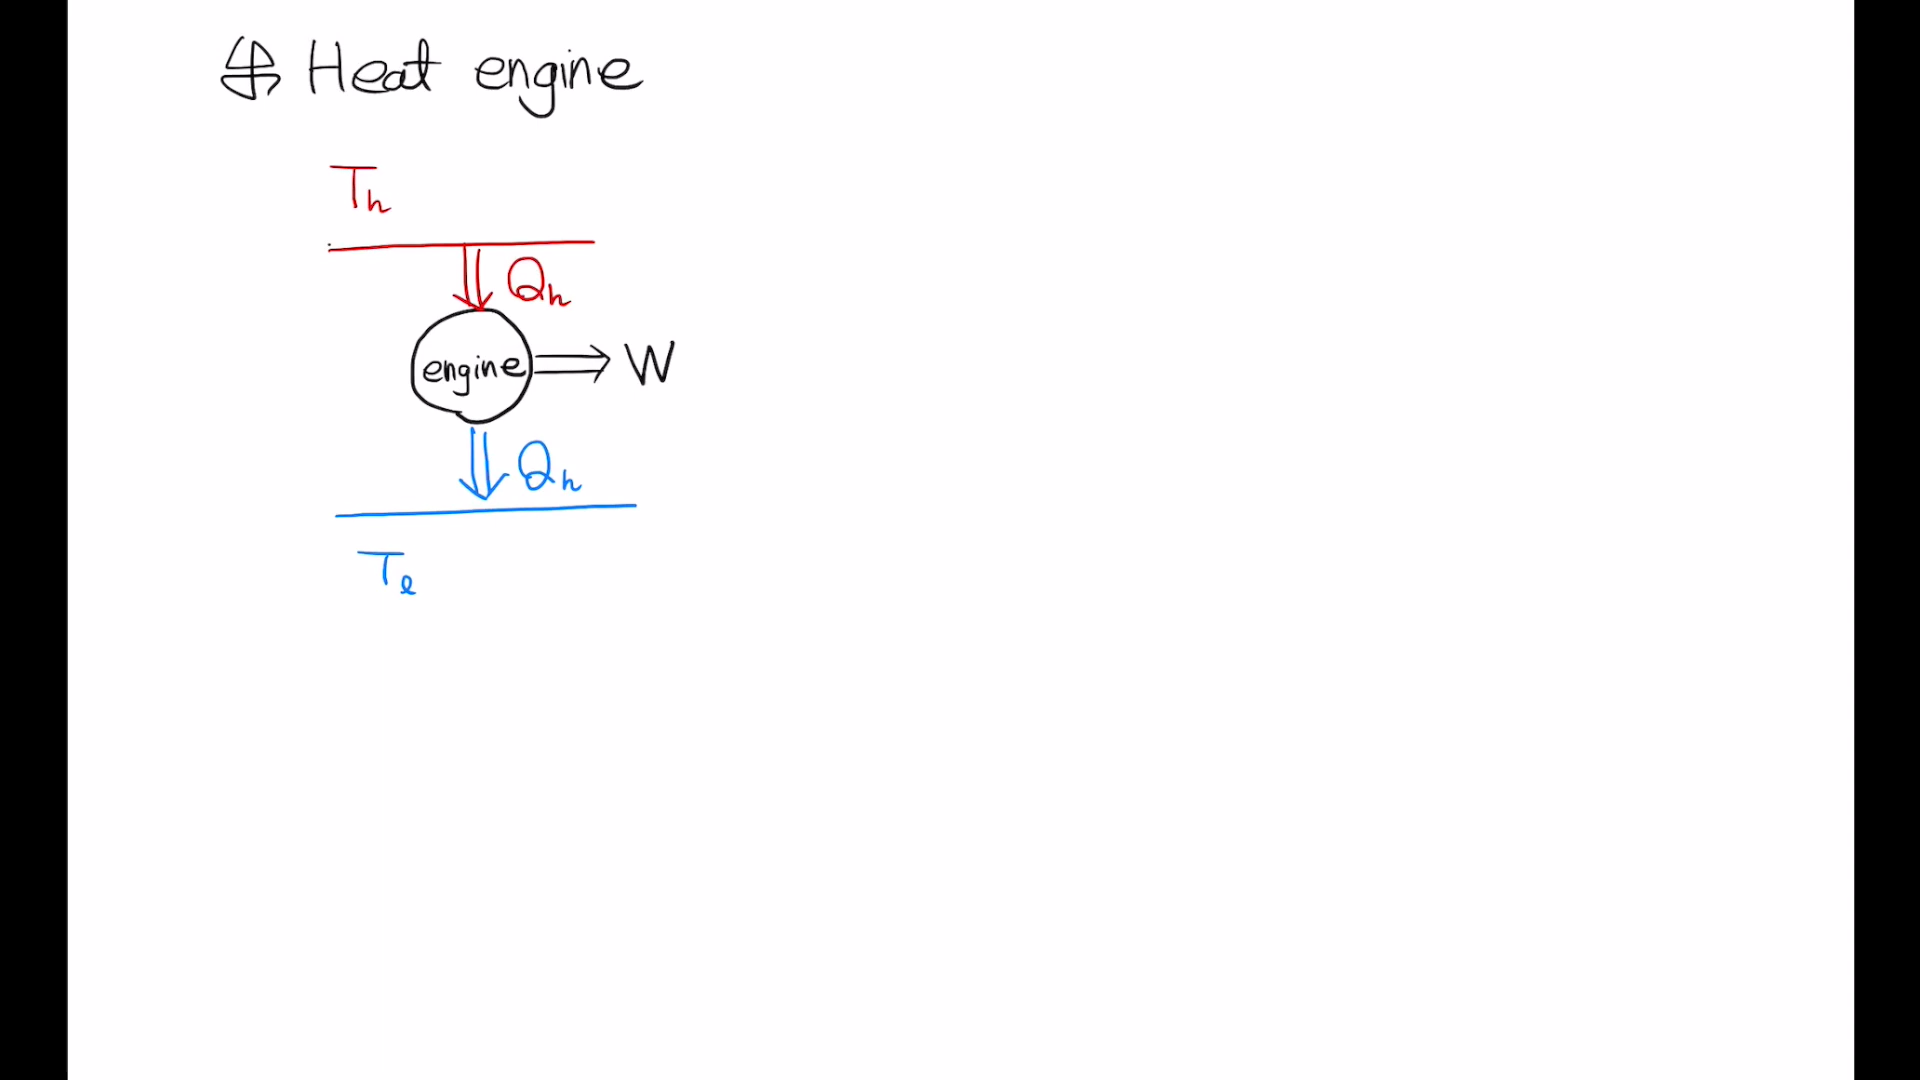 Heat engine
Th
Qh
engine W
Qh
Tℓ